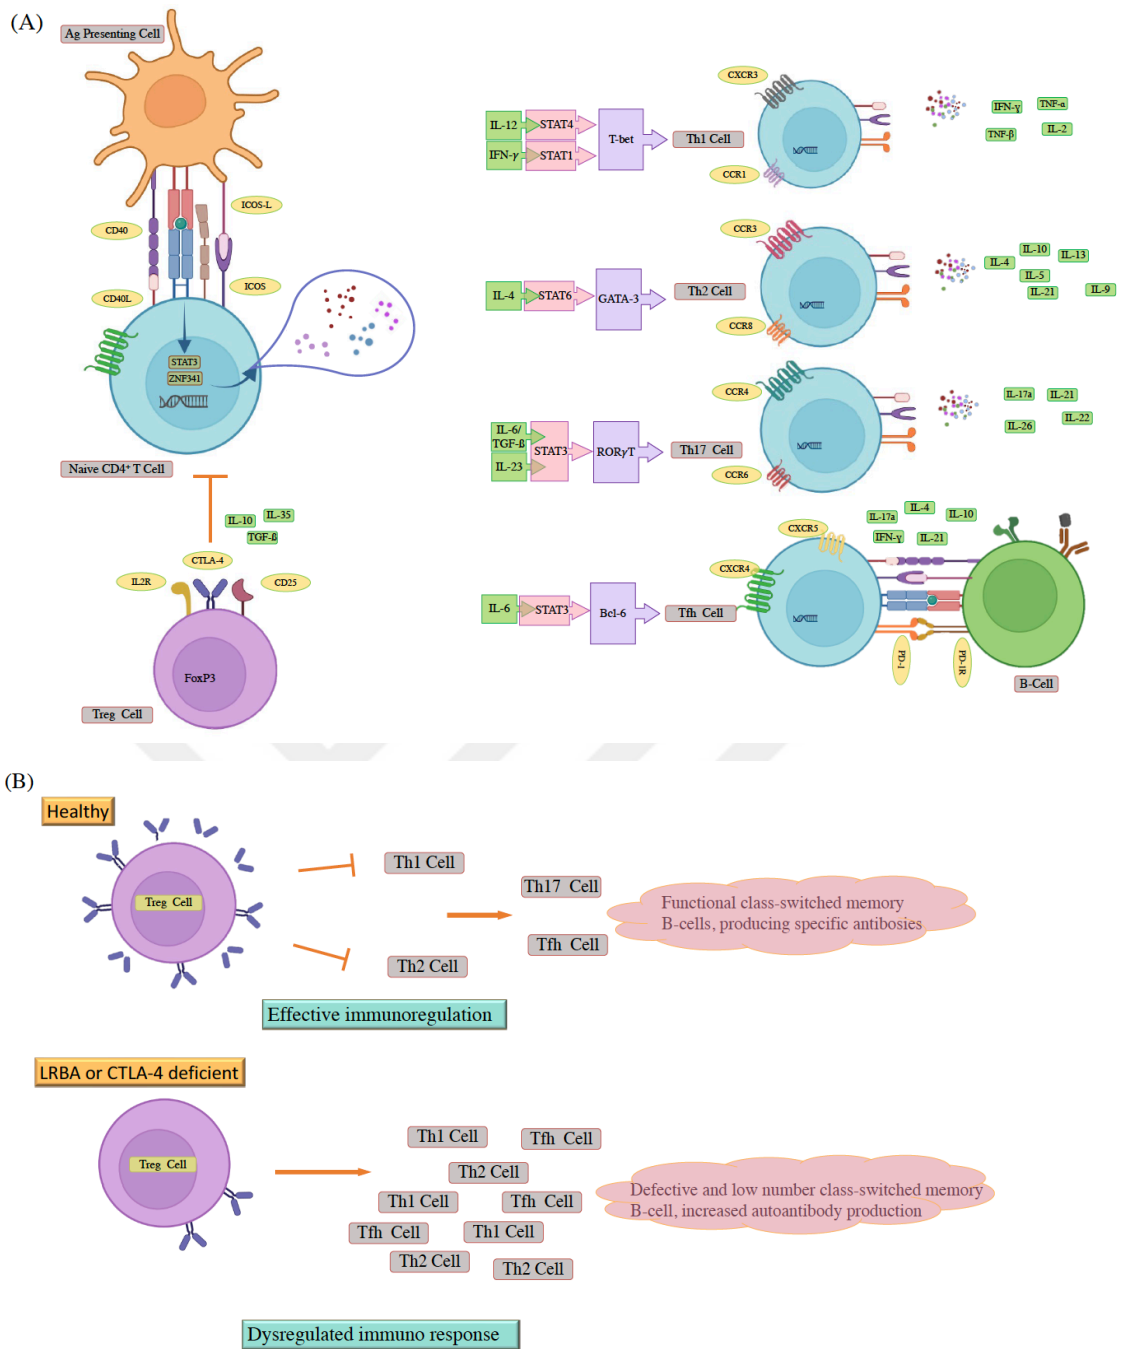 (A)
Ag Presenting Cell
CD40
ICOS-L
CD40L
ICOS
STAT3
ZNF341
Naive CD4⁺ T Cell
IL-10
IL-35
TGF-ß
CTLA-4
IL2R
CD25
FoxP3
Treg Cell
CXCR3
IL-12
STAT4
IFN-γ
STAT1
T-bet
Th1 Cell
CCR1
IFN-γ
TNF-α
TNF-β
IL-2
CCR3
IL-4
STAT6
GATA-3
Th2 Cell
CCR8
IL-10
IL-4
IL-13
IL-5
IL-21
IL-9
CCR4
IL-6/
TGF-ß
IL-23
STAT3
RORγT
Th17 Cell
CCR6
IL-17a
IL-21
IL-22
IL-26
CXCR5
IL-17a
IL-4
IL-10
IFN-γ
IL-21
CXCR4
IL-6
STAT3
Bcl-6
Tfh Cell
PD-1
PD-1R
B-Cell
(B)
Healthy
Treg Cell
Th1 Cell
Th2 Cell
Th17 Cell
Tfh Cell
Functional class-switched memory
B-cells, producing specific antibosies
Effective immunoregulation
LRBA or CTLA-4 deficient
Treg Cell
Th1 Cell
Tfh Cell
Th2 Cell
Th1 Cell
Tfh Cell
Tfh Cell
Th1 Cell
Th2 Cell
Th2 Cell
Defective and low number class-switched memory
B-cell, increased autoantibody production
Dysregulated immuno response